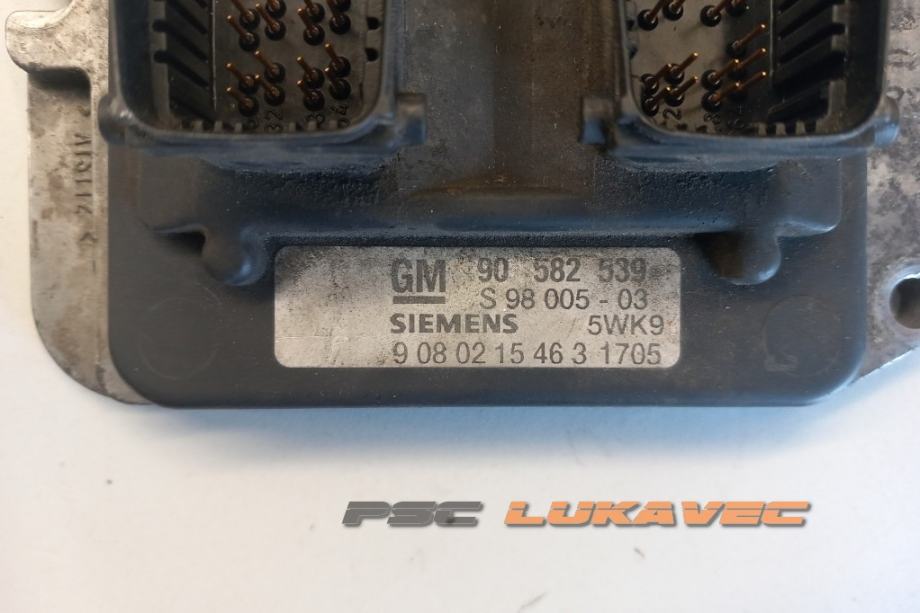 GM 90 582 539
S 98 005 - 03
SIEMENS 5WK9
9 08 02 15 46 3 1705
PSC LUKAVEC